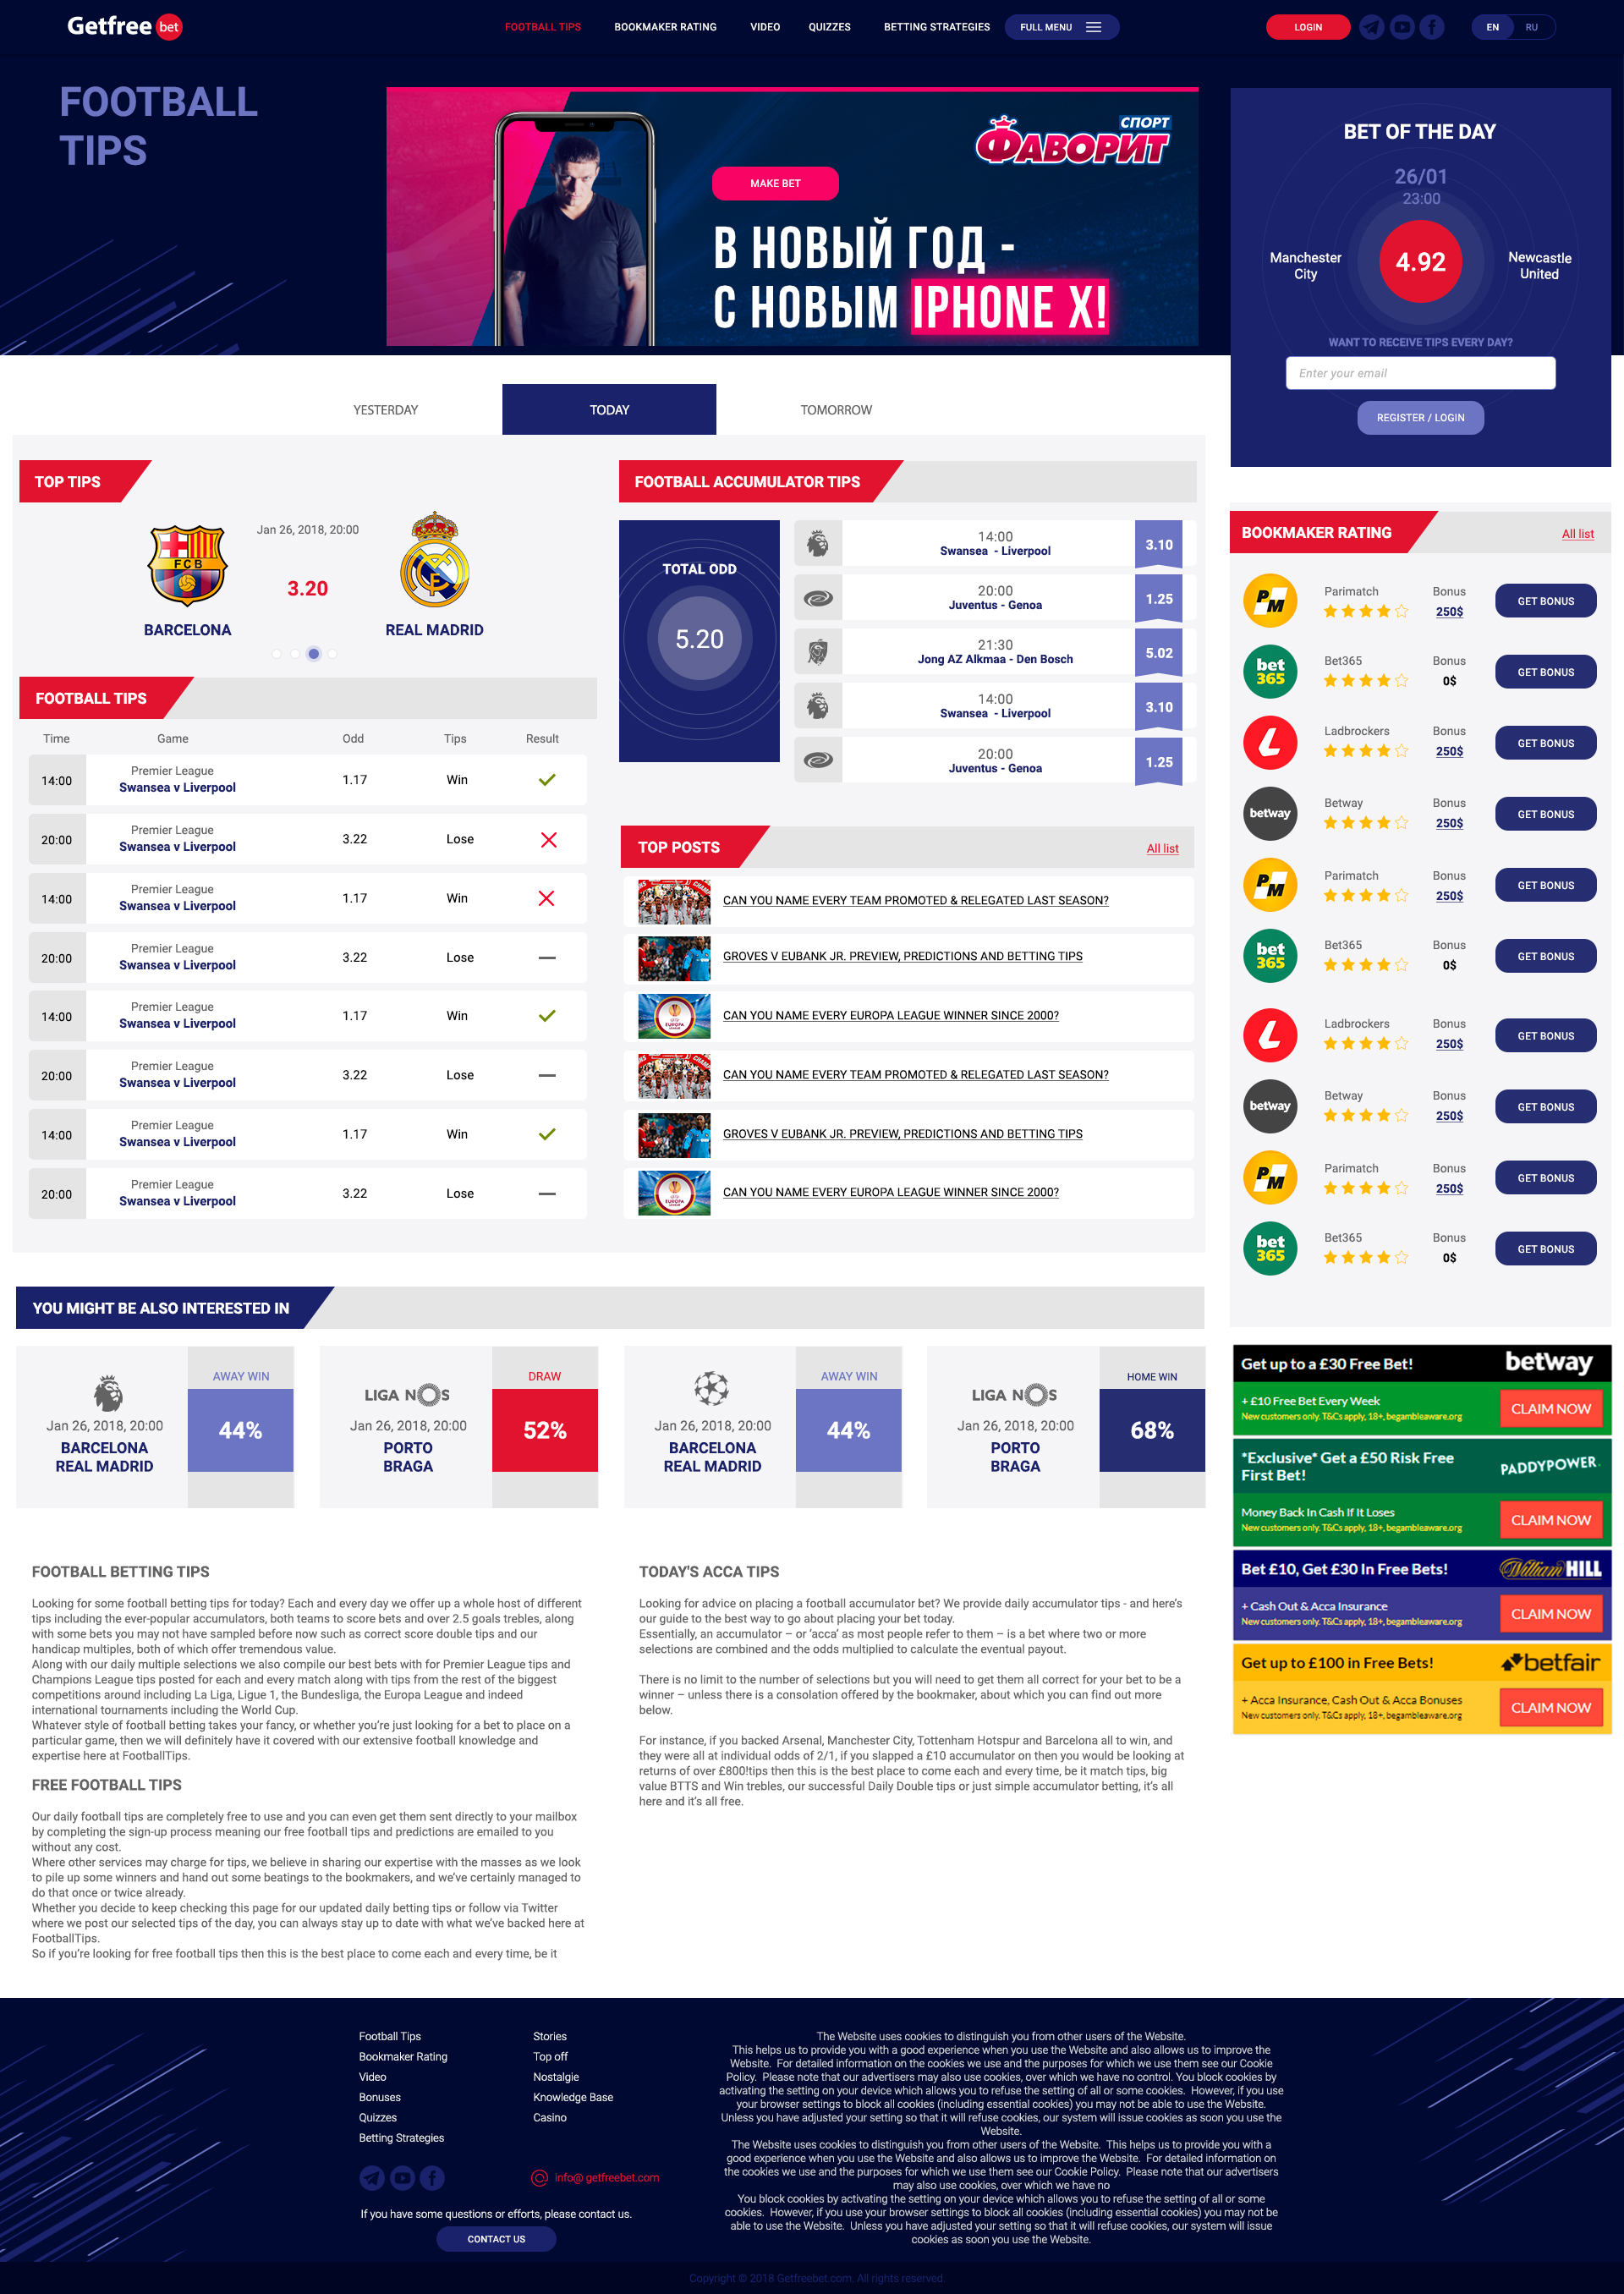 Getfree bet
FOOTBALL TIPS
BOOKMAKER RATING
VIDEO
QUIZZES
BETTING STRATEGIES
FULL MENU
LOGIN
EN
RU
FOOTBALL
TIPS
СПОРТ
ФАВОРИТ
MAKE BET
В НОВЫЙ ГОД -
С НОВЫМ IPHONE X!
BET OF THE DAY
26/01
23:00
Manchester
City
4.92
Newcastle
United
WANT TO RECEIVE TIPS EVERY DAY?
Enter your email
REGISTER / LOGIN
YESTERDAY
TODAY
TOMORROW
TOP TIPS
Jan 26, 2018, 20:00
FCB
3.20
BARCELONA
REAL MADRID
FOOTBALL TIPS
Time Game Odd Tips Result
Premier League
14:00 Swansea v Liverpool 1.17 Win
Premier League
20:00 Swansea v Liverpool 3.22 Lose
Premier League
14:00 Swansea v Liverpool 1.17 Win
Premier League
20:00 Swansea v Liverpool 3.22 Lose
Premier League
14:00 Swansea v Liverpool 1.17 Win
Premier League
20:00 Swansea v Liverpool 3.22 Lose
Premier League
14:00 Swansea v Liverpool 1.17 Win
Premier League
20:00 Swansea v Liverpool 3.22 Lose
FOOTBALL ACCUMULATOR TIPS
TOTAL ODD
5.20
14:00
Swansea - Liverpool 3.10
20:00
Juventus - Genoa 1.25
21:30
Jong AZ Alkmaa - Den Bosch 5.02
14:00
Swansea - Liverpool 3.10
20:00
Juventus - Genoa 1.25
TOP POSTS
All list
CAN YOU NAME EVERY TEAM PROMOTED & RELEGATED LAST SEASON?
GROVES V EUBANK JR. PREVIEW, PREDICTIONS AND BETTING TIPS
CAN YOU NAME EVERY EUROPA LEAGUE WINNER SINCE 2000?
CAN YOU NAME EVERY TEAM PROMOTED & RELEGATED LAST SEASON?
GROVES V EUBANK JR. PREVIEW, PREDICTIONS AND BETTING TIPS
CAN YOU NAME EVERY EUROPA LEAGUE WINNER SINCE 2000?
BOOKMAKER RATING
All list
PM Parimatch Bonus
250$ GET BONUS
bet 365 Bet365 Bonus
0$ GET BONUS
L Ladbrockers Bonus
250$ GET BONUS
betway Betway Bonus
250$ GET BONUS
PM Parimatch Bonus
250$ GET BONUS
bet 365 Bet365 Bonus
0$ GET BONUS
L Ladbrockers Bonus
250$ GET BONUS
betway Betway Bonus
250$ GET BONUS
PM Parimatch Bonus
250$ GET BONUS
bet 365 Bet365 Bonus
0$ GET BONUS
YOU MIGHT BE ALSO INTERESTED IN
Jan 26, 2018, 20:00
BARCELONA
REAL MADRID
AWAY WIN
44%
LIGA NOS
Jan 26, 2018, 20:00
PORTO
BRAGA
DRAW
52%
Jan 26, 2018, 20:00
BARCELONA
REAL MADRID
AWAY WIN
44%
LIGA NOS
Jan 26, 2018, 20:00
PORTO
BRAGA
HOME WIN
68%
Get up to a £30 Free Bet!
betway
+ £10 Free Bet Every Week
New customers only. T&Cs apply, 18+, begambleaware.org
CLAIM NOW
*Exclusive* Get a £50 Risk Free
First Bet!
PADDYPOWER.
Money Back In Cash If It Loses
New customers only. T&Cs apply, 18+, begambleaware.org
CLAIM NOW
Bet £10, Get £30 In Free Bets!
William HILL
+ Cash Out & Acca Insurance
New customers only. T&Cs apply, 18+, begambleaware.org
CLAIM NOW
Get up to £100 in Free Bets!
betfair
+ Acca Insurance, Cash Out & Acca Bonuses
New customers only. T&Cs apply, 18+, begambleaware.org
CLAIM NOW
FOOTBALL BETTING TIPS
Looking for some football betting tips for today? Each and every day we offer up a whole host of different
tips including the ever-popular accumulators, both teams to score bets and over 2.5 goals trebles, along
with some bets you may not have sampled before now such as correct score double tips and our
handicap multiples, both of which offer tremendous value.
Along with our daily multiple selections we also compile our best bets with for Premier League tips and
Champions League tips posted for each and every match along with tips from the rest of the biggest
competitions around including La Liga, Ligue 1, the Bundesliga, the Europa League and indeed
international tournaments including the World Cup.
Whatever style of football betting takes your fancy, or whether you're just looking for a bet to place on a
particular game, then we will definitely have it covered with our extensive football knowledge and
expertise here at FootballTips.
FREE FOOTBALL TIPS
Our daily football tips are completely free to use and you can even get them sent directly to your mailbox
by completing the sign-up process meaning our free football tips and predictions are emailed to you
without any cost.
Where other services may charge for tips, we believe in sharing our expertise with the masses as we look
to pile up some winners and hand out some beatings to the bookmakers, and we've certainly managed to
do that once or twice already.
Whether you decide to keep checking this page for our updated daily betting tips or follow via Twitter
where we post our selected tips of the day, you can always stay up to date with what we've backed here at
FootballTips.
So if you're looking for free football tips then this is the best place to come each and every time, be it
TODAY'S ACCA TIPS
Looking for advice on placing a football accumulator bet? We provide daily accumulator tips - and here's
our guide to the best way to go about placing your bet today.
Essentially, an accumulator – or 'acca' as most people refer to them – is a bet where two or more
selections are combined and the odds multiplied to calculate the eventual payout.
There is no limit to the number of selections but you will need to get them all correct for your bet to be a
winner – unless there is a consolation offered by the bookmaker, about which you can find out more
below.
For instance, if you backed Arsenal, Manchester City, Tottenham Hotspur and Barcelona all to win, and
they were all at individual odds of 2/1, if you slapped a £10 accumulator on then you would be looking at
returns of over £800!tips then this is the best place to come each and every time, be it match tips, big
value BTTS and Win trebles, our successful Daily Double tips or just simple accumulator betting, it's all
here and it's all free.
Football Tips
Bookmaker Rating
Video
Bonuses
Quizzes
Betting Strategies
Stories
Top off
Nostalgie
Knowledge Base
Casino
info@ getfreebet.com
If you have some questions or efforts, please contact us.
CONTACT US
The Website uses cookies to distinguish you from other users of the Website.
This helps us to provide you with a good experience when you use the Website and also allows us to improve the
Website. For detailed information on the cookies we use and the purposes for which we use them see our Cookie
Policy. Please note that our advertisers may also use cookies, over which we have no control. You block cookies by
activating the setting on your device which allows you to refuse the setting of all or some cookies. However, if you use
your browser settings to block all cookies (including essential cookies) you may not be able to use the Website.
Unless you have adjusted your setting so that it will refuse cookies, our system will issue cookies as soon you use the
Website.
The Website uses cookies to distinguish you from other users of the Website. This helps us to provide you with a
good experience when you use the Website and also allows us to improve the Website. For detailed information on
the cookies we use and the purposes for which we use them see our Cookie Policy. Please note that our advertisers
may also use cookies, over which we have no
You block cookies by activating the setting on your device which allows you to refuse the setting of all or some
cookies. However, if you use your browser settings to block all cookies (including essential cookies) you may not be
able to use the Website. Unless you have adjusted your setting so that it will refuse cookies, our system will issue
cookies as soon you use the Website.
Copyright © 2018 Getfreebet.com. All rights reserved.